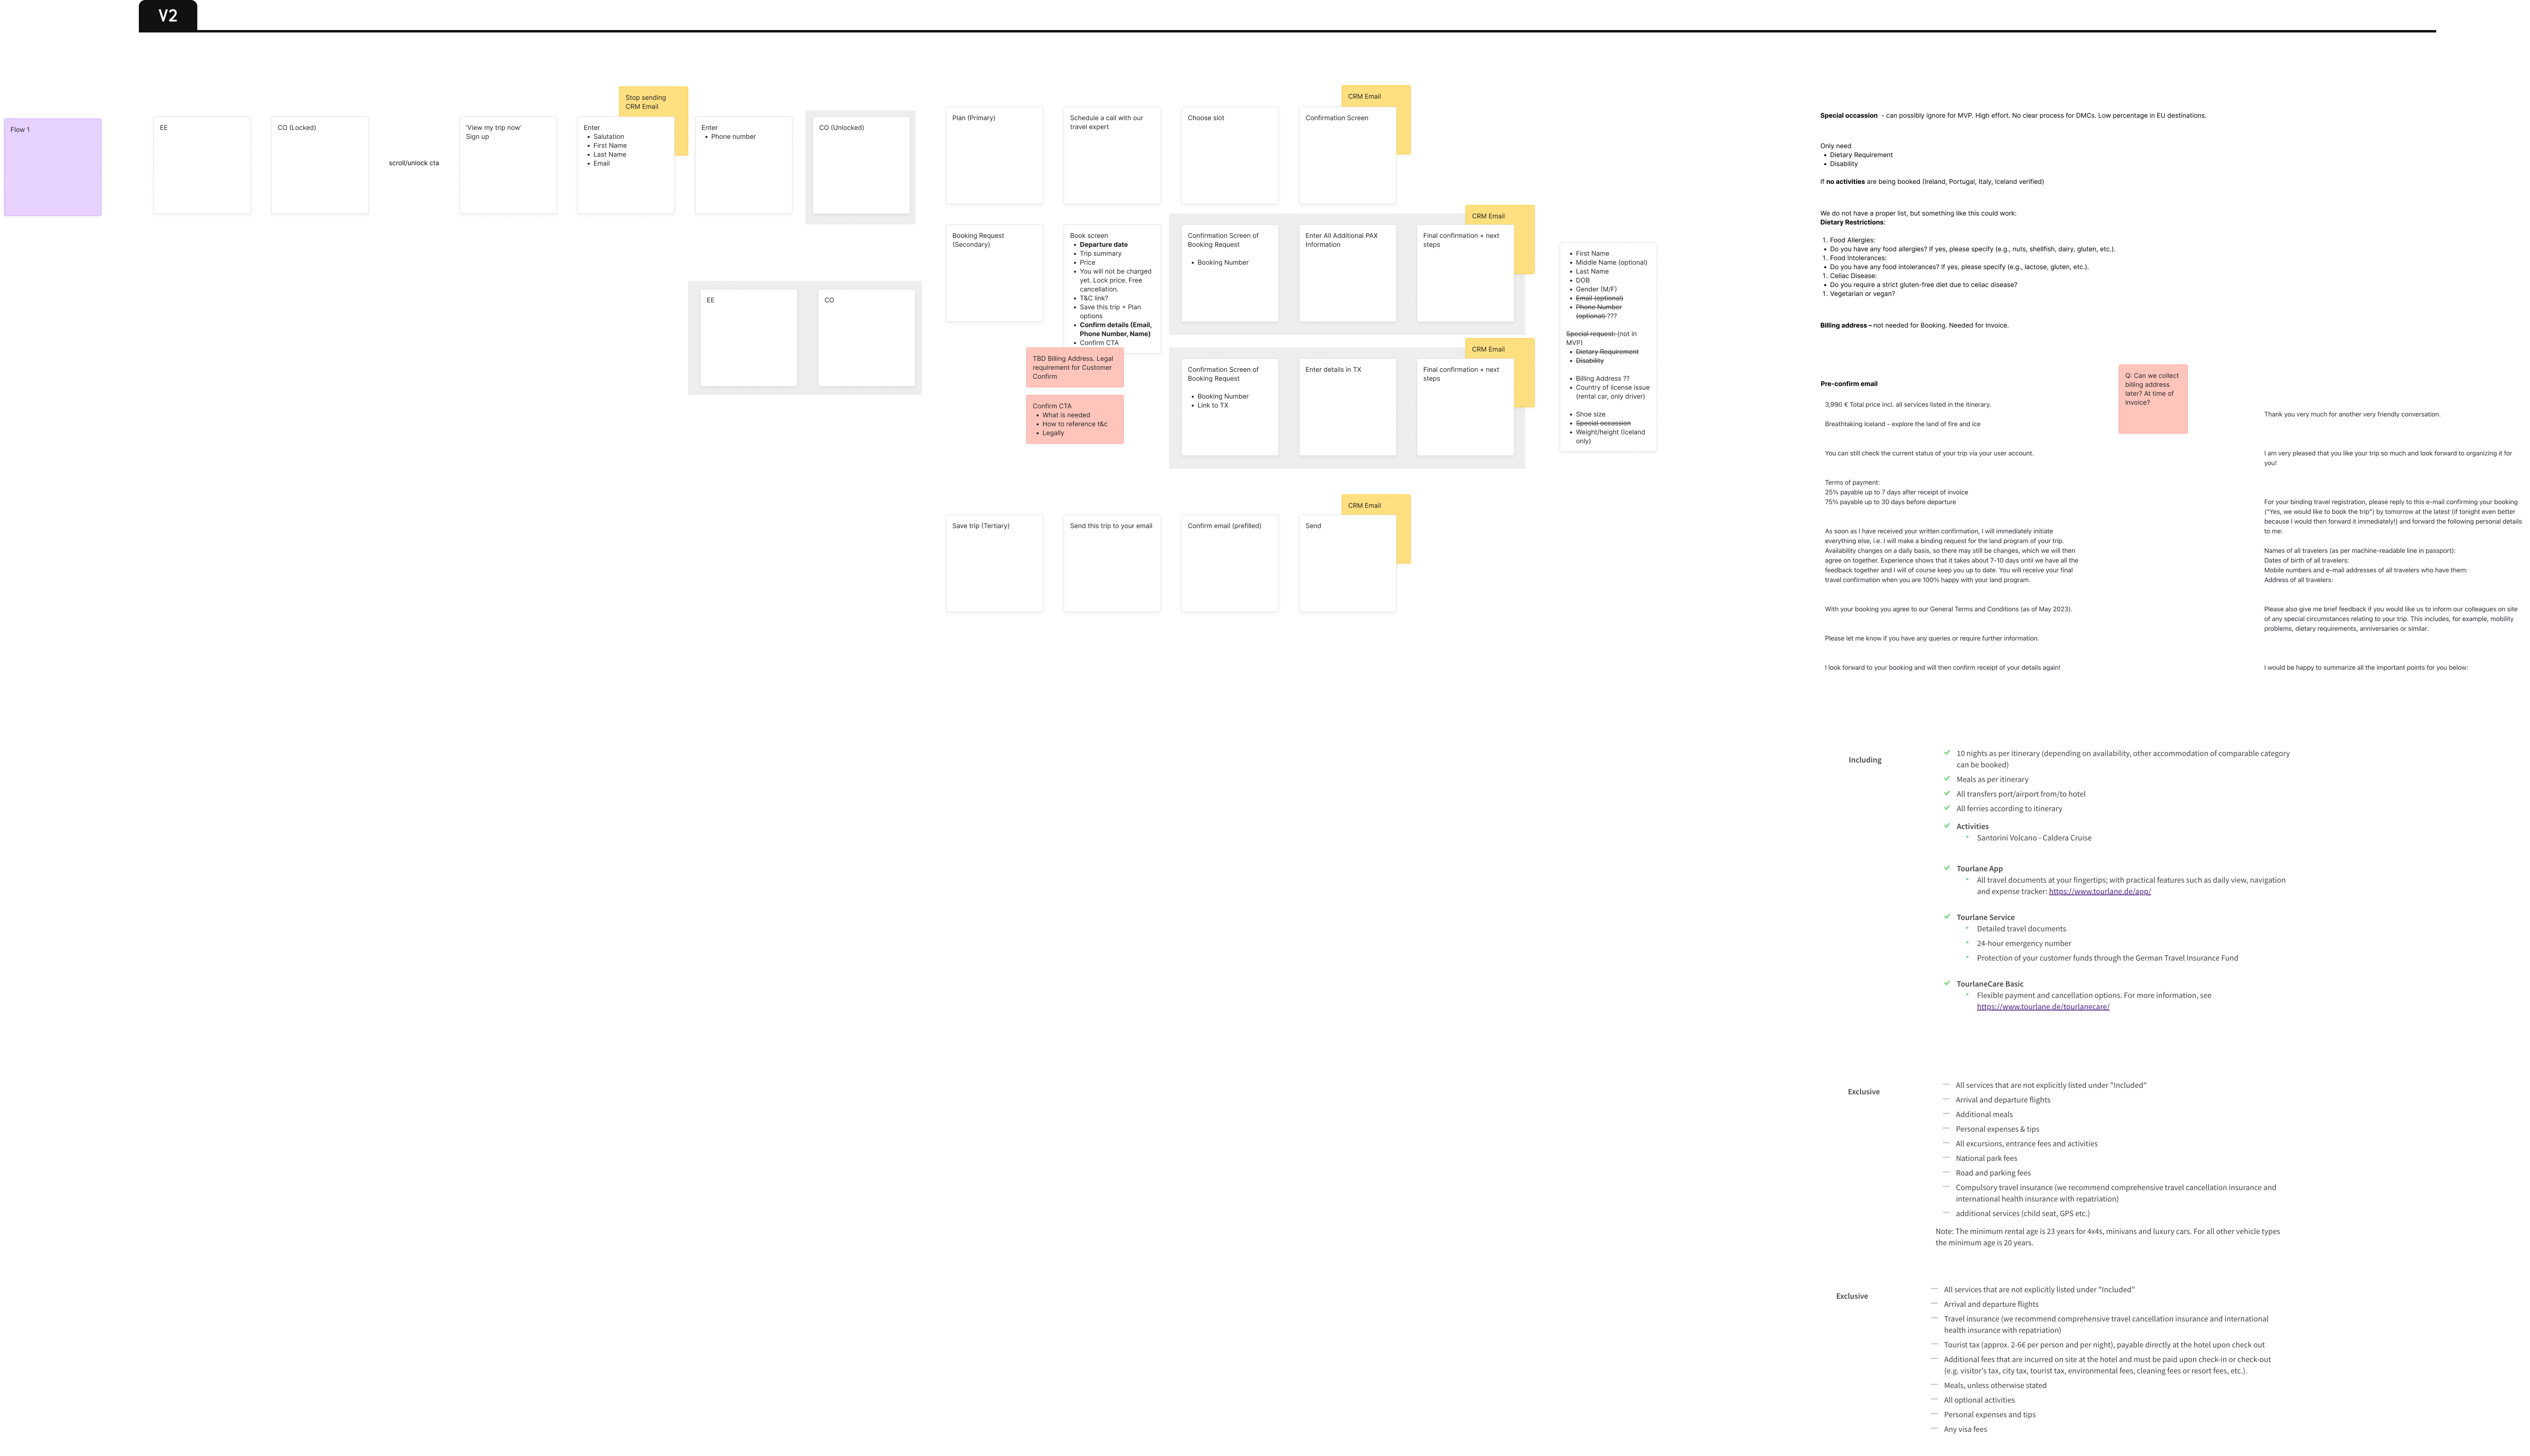 V2
Flow 1
EE
CO (Locked)
scroll/unlock cta
'View my trip now'
Sign up
Stop sending
CRM Email
Enter
• Salutation
• First Name
• Last Name
• Email
Enter
• Phone number
CO (Unlocked)
Plan (Primary)
Schedule a call with our
travel expert
Choose slot
CRM Email
Confirmation Screen
Booking Request
(Secondary)
Book screen
• Departure date
• Trip summary
• Price
• You will not be charged
yet. Lock price. Free
cancellation.
• T&C link?
• Save this trip + Plan
options
• Confirm details (Email,
Phone Number, Name)
• Confirm CTA
Confirmation Screen of
Booking Request
• Booking Number
Enter All Additional PAX
Information
CRM Email
Final confirmation + next
steps
EE
CO
TBD Billing Address. Legal
requirement for Customer
Confirm
Confirm CTA
• What is needed
• How to reference t&c
• Legally
Confirmation Screen of
Booking Request
• Booking Number
• Link to TX
Enter details in TX
CRM Email
Final confirmation + next
steps
• First Name
• Middle Name (optional)
• Last Name
• DOB
• Gender (M/F)
• Email (optional)
• Phone Number
(optional) ???
Special request: (not in
MVP)
• Dietary Requirement
• Disability
• Billing Address ??
• Country of license issue
(rental car, only driver)
• Shoe size
• Special occassion
• Weight/height (Iceland
only)
Save trip (Tertiary)
Send this trip to your email
Confirm email (prefilled)
CRM Email
Send
Special occassion - can possibly ignore for MVP. High effort. No clear process for DMCs. Low percentage in EU destinations.
Only need
• Dietary Requirement
• Disability
If no activities are being booked (Ireland, Portugal, Italy, Iceland verified)
We do not have a proper list, but something like this could work:
Dietary Restrictions:
1. Food Allergies:
• Do you have any food allergies? If yes, please specify (e.g., nuts, shellfish, dairy, gluten, etc.).
1. Food Intolerances:
• Do you have any food intolerances? If yes, please specify (e.g., lactose, gluten, etc.).
1. Celiac Disease:
• Do you require a strict gluten-free diet due to celiac disease?
1. Vegetarian or vegan?
Billing address – not needed for Booking. Needed for Invoice.
Pre-confirm email
3,990 € Total price incl. all services listed in the itinerary.
Breathtaking Iceland - explore the land of fire and ice
You can still check the current status of your trip via your user account.
Terms of payment:
25% payable up to 7 days after receipt of invoice
75% payable up to 30 days before departure
As soon as I have received your written confirmation, I will immediately initiate
everything else, i.e. I will make a binding request for the land program of your trip.
Availability changes on a daily basis, so there may still be changes, which we will then
agree on together. Experience shows that it takes about 7-10 days until we have all the
feedback together and I will of course keep you up to date. You will receive your final
travel confirmation when you are 100% happy with your land program.
With your booking you agree to our General Terms and Conditions (as of May 2023).
Please let me know if you have any queries or require further information.
I look forward to your booking and will then confirm receipt of your details again!
Q: Can we collect
billing address
later? At time of
invoice?
Thank you very much for another very friendly conversation.
I am very pleased that you like your trip so much and look forward to organizing it for
you!
For your binding travel registration, please reply to this e-mail confirming your booking
("Yes, we would like to book the trip") by tomorrow at the latest (if tonight even better
because I would then forward it immediately!) and forward the following personal details
to me:
Names of all travelers (as per machine-readable line in passport):
Dates of birth of all travelers:
Mobile numbers and e-mail addresses of all travelers who have them:
Address of all travelers:
Please also give me brief feedback if you would like us to inform our colleagues on site
of any special circumstances relating to your trip. This includes, for example, mobility
problems, dietary requirements, anniversaries or similar.
I would be happy to summarize all the important points for you below:
Including
10 nights as per itinerary (depending on availability, other accommodation of comparable category
can be booked)
Meals as per itinerary
All transfers port/airport from/to hotel
All ferries according to itinerary
Activities
• Santorini Volcano - Caldera Cruise
Tourlane App
• All travel documents at your fingertips; with practical features such as daily view, navigation
and expense tracker: https://www.tourlane.de/app/
Tourlane Service
• Detailed travel documents
• 24-hour emergency number
• Protection of your customer funds through the German Travel Insurance Fund
TourlaneCare Basic
• Flexible payment and cancellation options. For more information, see
https://www.tourlane.de/tourlanecare/
Exclusive
— All services that are not explicitly listed under "Included"
— Arrival and departure flights
— Additional meals
— Personal expenses & tips
— All excursions, entrance fees and activities
— National park fees
— Road and parking fees
— Compulsory travel insurance (we recommend comprehensive travel cancellation insurance and
international health insurance with repatriation)
— additional services (child seat, GPS etc.)
Note: The minimum rental age is 23 years for 4x4s, minivans and luxury cars. For all other vehicle types
the minimum age is 20 years.
Exclusive
— All services that are not explicitly listed under "Included"
— Arrival and departure flights
— Travel insurance (we recommend comprehensive travel cancellation insurance and international
health insurance with repatriation)
— Tourist tax (approx. 2-6€ per person and per night), payable directly at the hotel upon check out
— Additional fees that are incurred on site at the hotel and must be paid upon check-in or check-out
(e.g. visitor's tax, city tax, tourist tax, environmental fees, cleaning fees or resort fees, etc.).
— Meals, unless otherwise stated
— All optional activities
— Personal expenses and tips
— Any visa fees